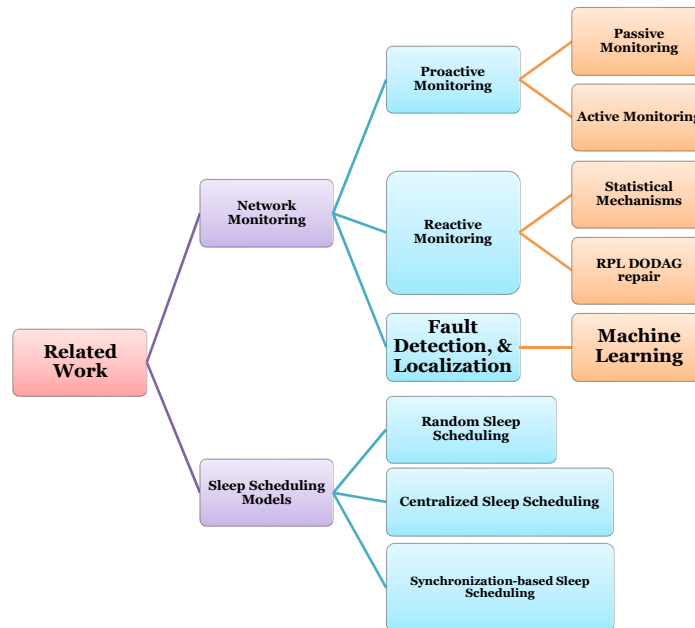 Passive
Monitoring
Proactive
Monitoring
Active Monitoring
Statistical
Mechanisms
Network
Monitoring
Reactive
Monitoring
RPL DODAG
repair
Fault
Detection, &
Localization
Machine
Learning
Related
Work
Random Sleep
Scheduling
Sleep Scheduling
Models
Centralized Sleep Scheduling
Synchronization-based Sleep
Scheduling